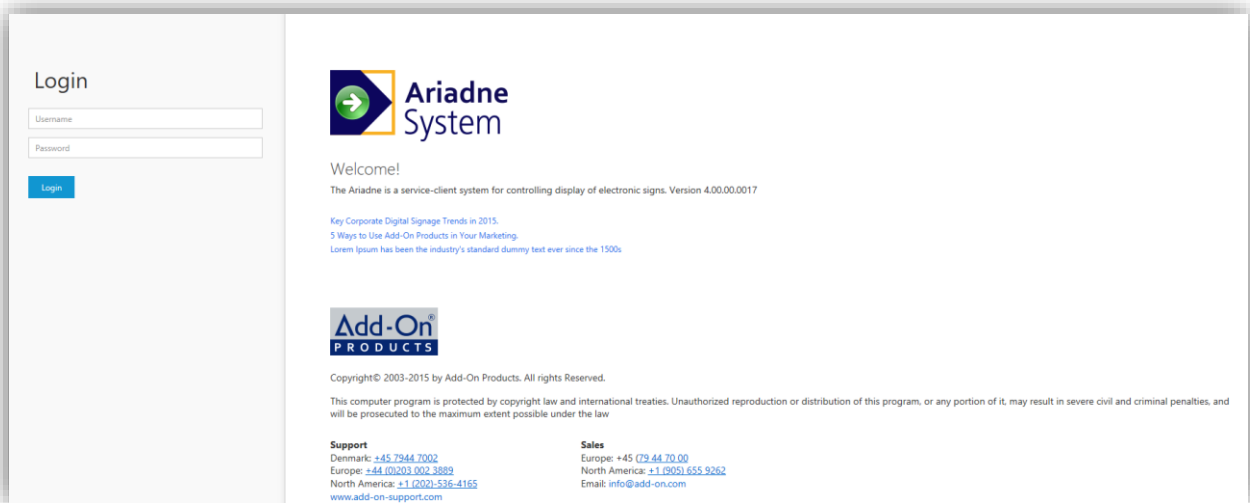 Login
Username
Password
Login
Ariadne
System
Welcome!
The Ariadne is a service-client system for controlling display of electronic signs. Version 4.00.00.0017
Key Corporate Digital Signage Trends in 2015.
5 Ways to Use Add-On Products in Your Marketing.
Lorem Ipsum has been the industry's standard dummy text ever since the 1500s
Add-On®
PRODUCTS
Copyright© 2003-2015 by Add-On Products. All rights Reserved.
This computer program is protected by copyright law and international treaties. Unauthorized reproduction or distribution of this program, or any portion of it, may result in severe civil and criminal penalties, and
will be prosecuted to the maximum extent possible under the law
Support
Denmark: +45 7944 7002
Europe: +44 (0)203 002 3889
North America: +1 (202)-536-4165
www.add-on-support.com
Sales
Europe: +45 (79 44 70 00
North America: +1 (905) 655 9262
Email: info@add-on.com